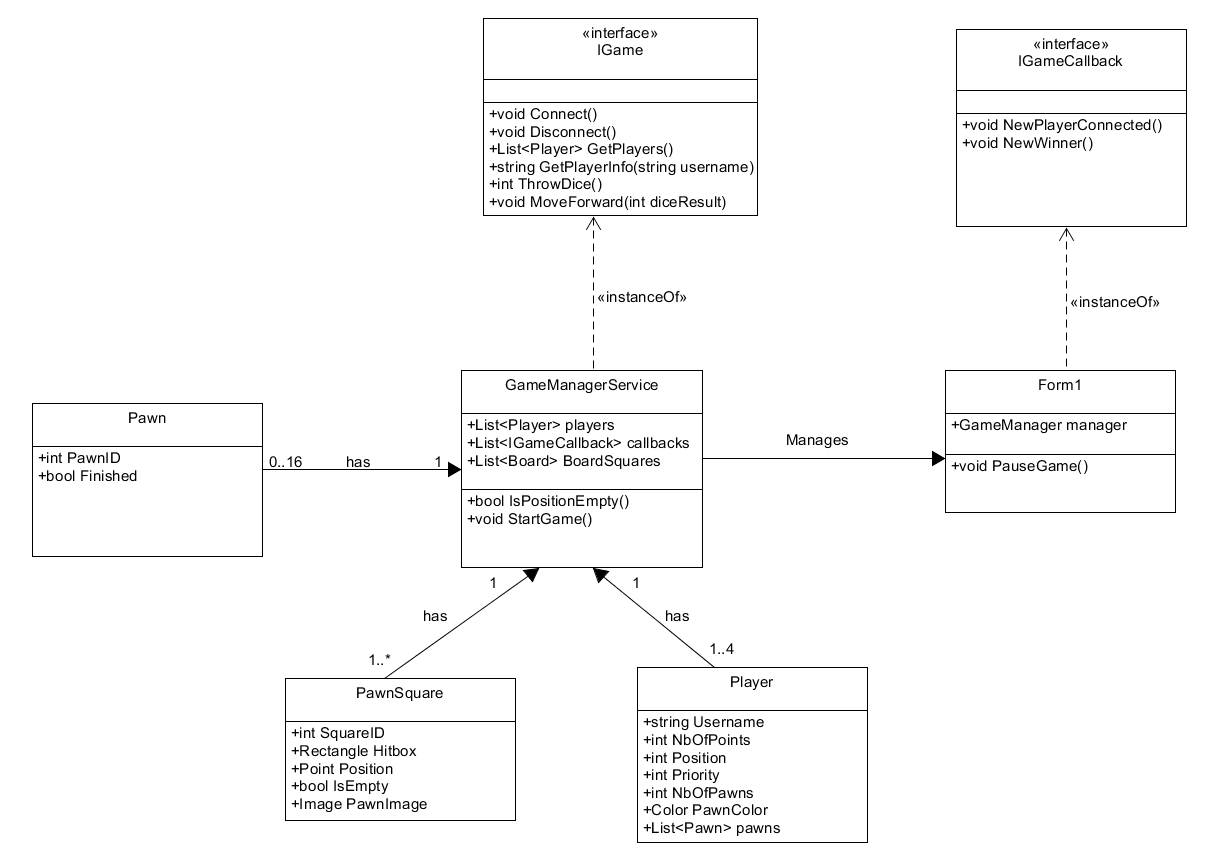 «interface»
IGame
+void Connect()
+void Disconnect()
+List<Player> GetPlayers()
+string GetPlayerInfo(string username)
+int ThrowDice()
+void MoveForward(int diceResult)
«interface»
IGameCallback
+void NewPlayerConnected()
+void NewWinner()
«instanceOf»
«instanceOf»
Pawn
+int PawnID
+bool Finished
0..16
has
1
GameManagerService
+List<Player> players
+List<IGameCallback> callbacks
+List<Board> BoardSquares
+bool IsPositionEmpty()
+void StartGame()
Manages
Form1
+GameManager manager
+void PauseGame()
1
has
1..*
1
has
1..4
PawnSquare
+int SquareID
+Rectangle Hitbox
+Point Position
+bool IsEmpty
+Image PawnImage
Player
+string Username
+int NbOfPoints
+int Position
+int Priority
+int NbOfPawns
+Color PawnColor
+List<Pawn> pawns